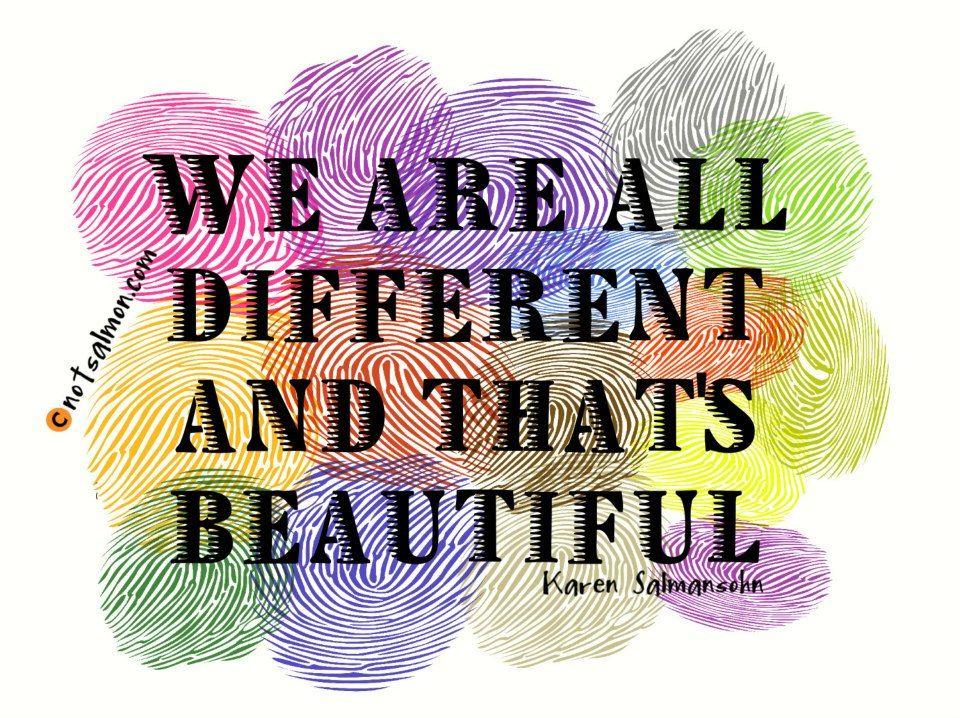 WE ARE ALL
DIFFERENT
AND THAT'S
BEAUTIFUL
Karen Salmansohn
©notsalmon.com